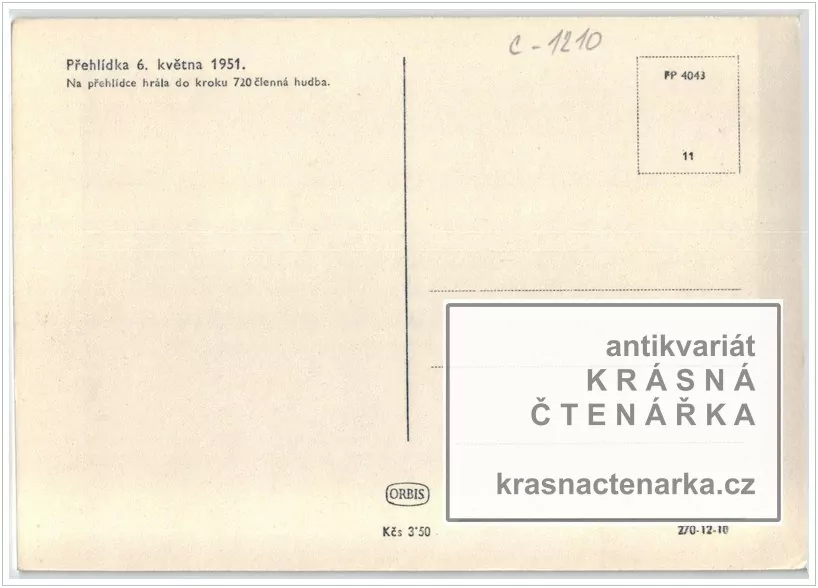 c-1210
Přehlídka 6. května 1951.
Na přehlídce hrála do kroku 720členná hudba.
PP 4043
11
antikvariát
KRÁSNÁ
ČTENÁŘKA
krasnactenarka.cz
ORBIS
Kčs 3'50
270-12-10